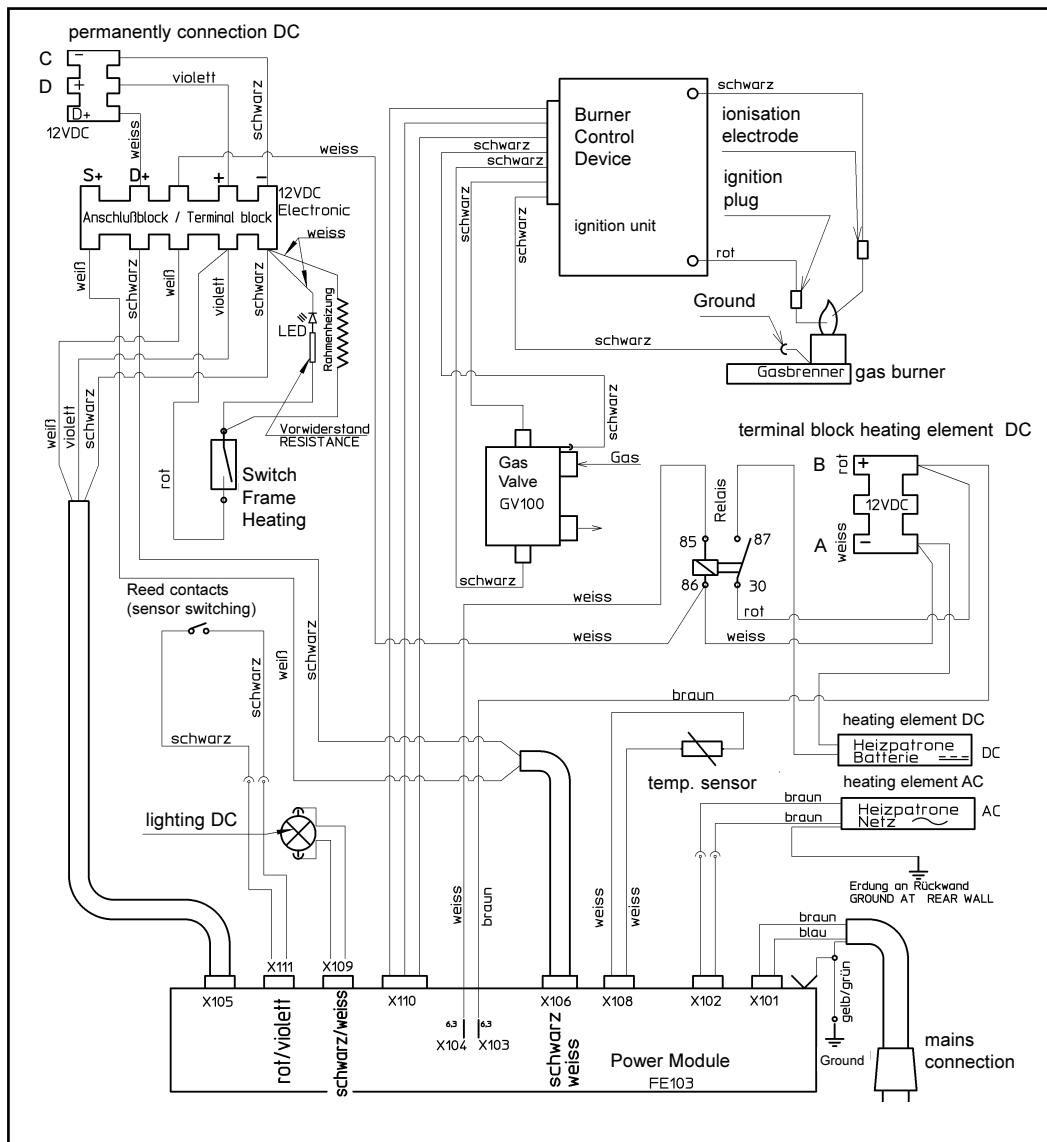 permanently connection DC
C
−
D
+
D+
12VDC
violett
schwarz
weiss
weiss
S+
D+
+
−
12VDC
Electronic
Anschlußblock / Terminal block
weiss
weiß
schwarz
weiß
violett
schwarz
LED
Rahmenheizung
Vorwiderstand
RESISTANCE
weiß
violett
schwarz
rot
Switch
Frame
Heating
Burner
Control
Device
ignition unit
schwarz
schwarz
schwarz
schwarz
schwarz
schwarz
ionisation
electrode
ignition
plug
rot
Ground
schwarz
Gasbrenner
gas burner
schwarz
Gas
Gas
Valve
GV100
schwarz
terminal block heating element DC
B
rot
+
12VDC
A
weiss
−
Relais
85
87
86
30
weiss
rot
weiss
weiss
Reed contacts
(sensor switching)
schwarz
schwarz
weiß
schwarz
braun
heating element DC
Heizpatrone
Batterie
DC
temp. sensor
heating element AC
Heizpatrone
Netz
AC
braun
braun
lighting DC
Erdung an Rückwand
GROUND AT REAR WALL
weiss
braun
weiss
weiss
braun
blau
gelb/grün
Ground
mains
connection
X105
X111
X109
X110
X106
X108
X102
X101
rot/violett
schwarz/weiss
6,3
6,3
X104
X103
schwarz
weiss
Power Module
FE103